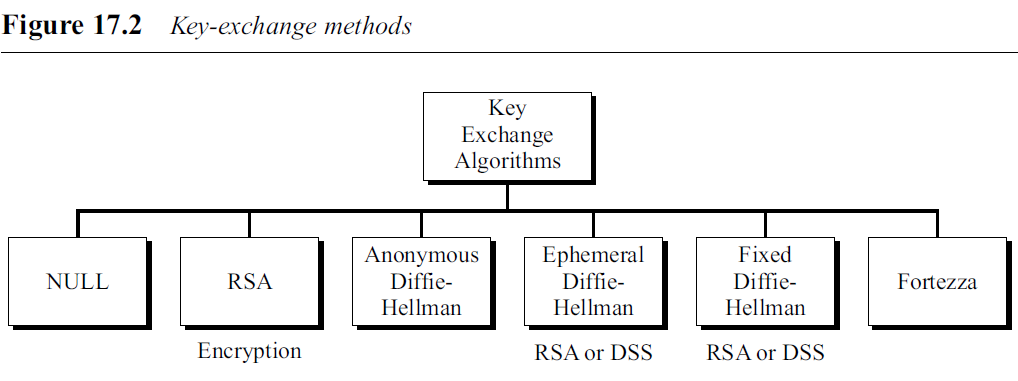 Figure 17.2 Key-exchange methods
Key
Exchange
Algorithms
NULL
RSA
Anonymous
Diffie-
Hellman
Ephemeral
Diffie-
Hellman
Fixed
Diffie-
Hellman
Fortezza
Encryption
RSA or DSS
RSA or DSS